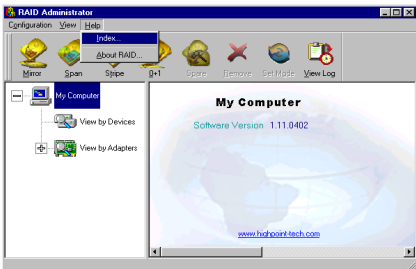 RAID Administrator
Configuration View Help
Index...
About RAID...
Mirror Span Stripe 0+1 Spare Remove Set Mode View Log
My Computer
View by Devices
View by Adapters
My Computer
Software Version 1.11.0402
www.highpoint-tech.com